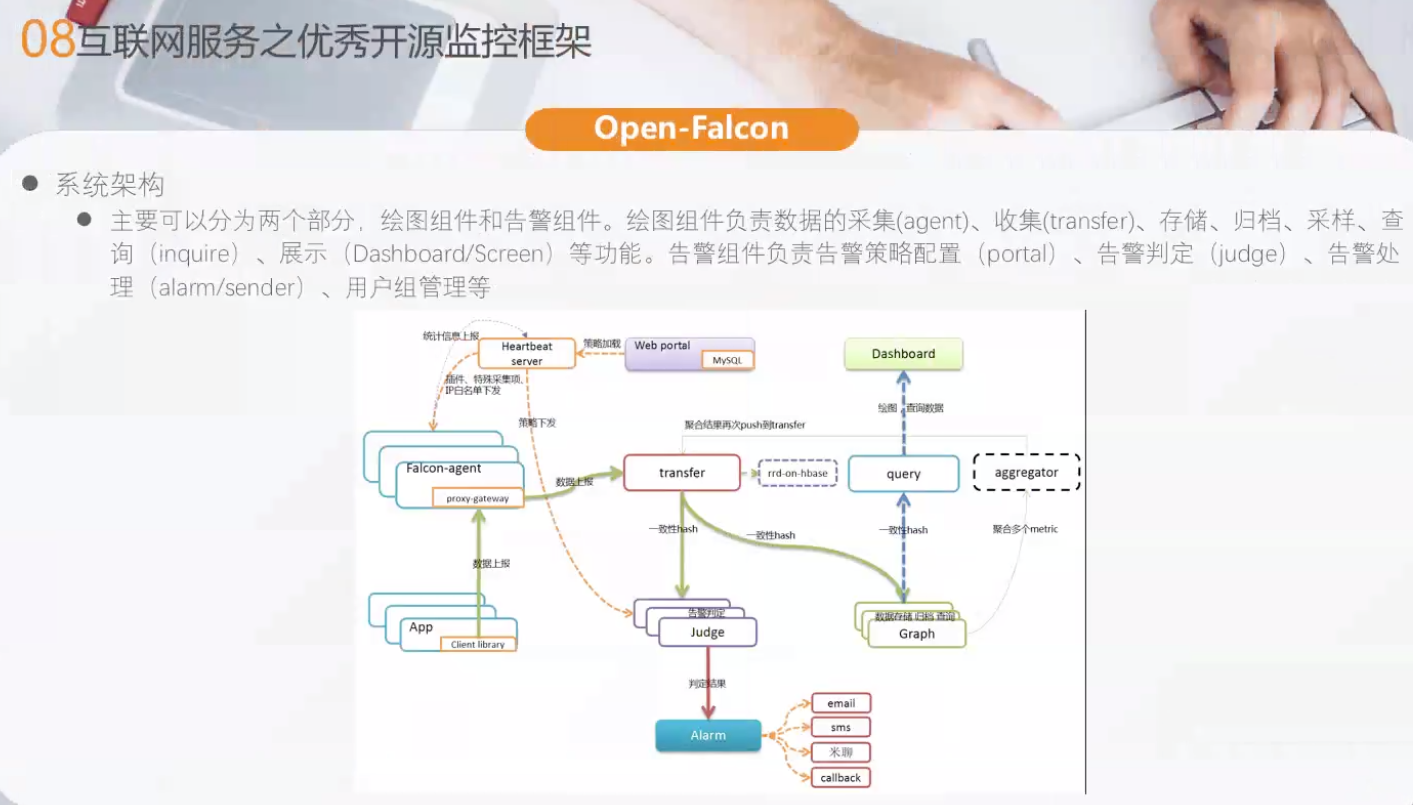 08互联网服务之优秀开源监控框架
Open-Falcon
系统架构
主要可以分为两个部分，绘图组件和告警组件。绘图组件负责数据的采集(agent)、收集(transfer)、存储、归档、采样、查
询（inquire）、展示（Dashboard/Screen）等功能。告警组件负责告警策略配置（portal）、告警判定（judge）、告警处
理（alarm/sender）、用户组管理等
统计信息上报
Heartbeat
server
策略加载
Web portal
MySQL
Dashboard
插件、特殊采集项,
IP白名单下发
策略下发
绘图，查询数据
聚合结果再次push到transfer
Falcon-agent
proxy-gateway
数据上报
transfer
rrd-on-hbase
query
aggregator
一致性hash
一致性hash
一致性hash
聚合多个metric
数据上报
App
Client library
告警判定
Judge
数据存储 归档 查询
Graph
判定结果
Alarm
email
sms
米聊
callback